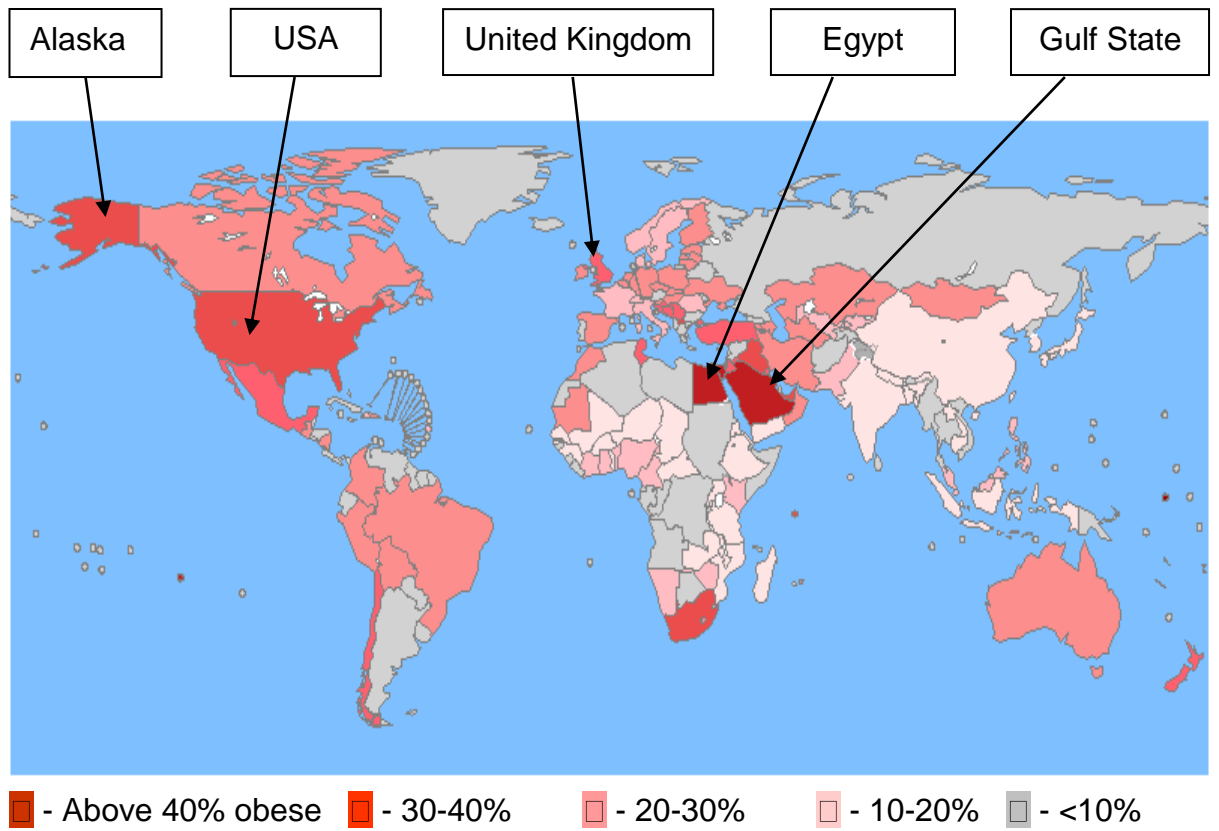 Alaska
USA
United Kingdom
Egypt
Gulf State
- Above 40% obese
- 30-40%
- 20-30%
- 10-20%
- <10%